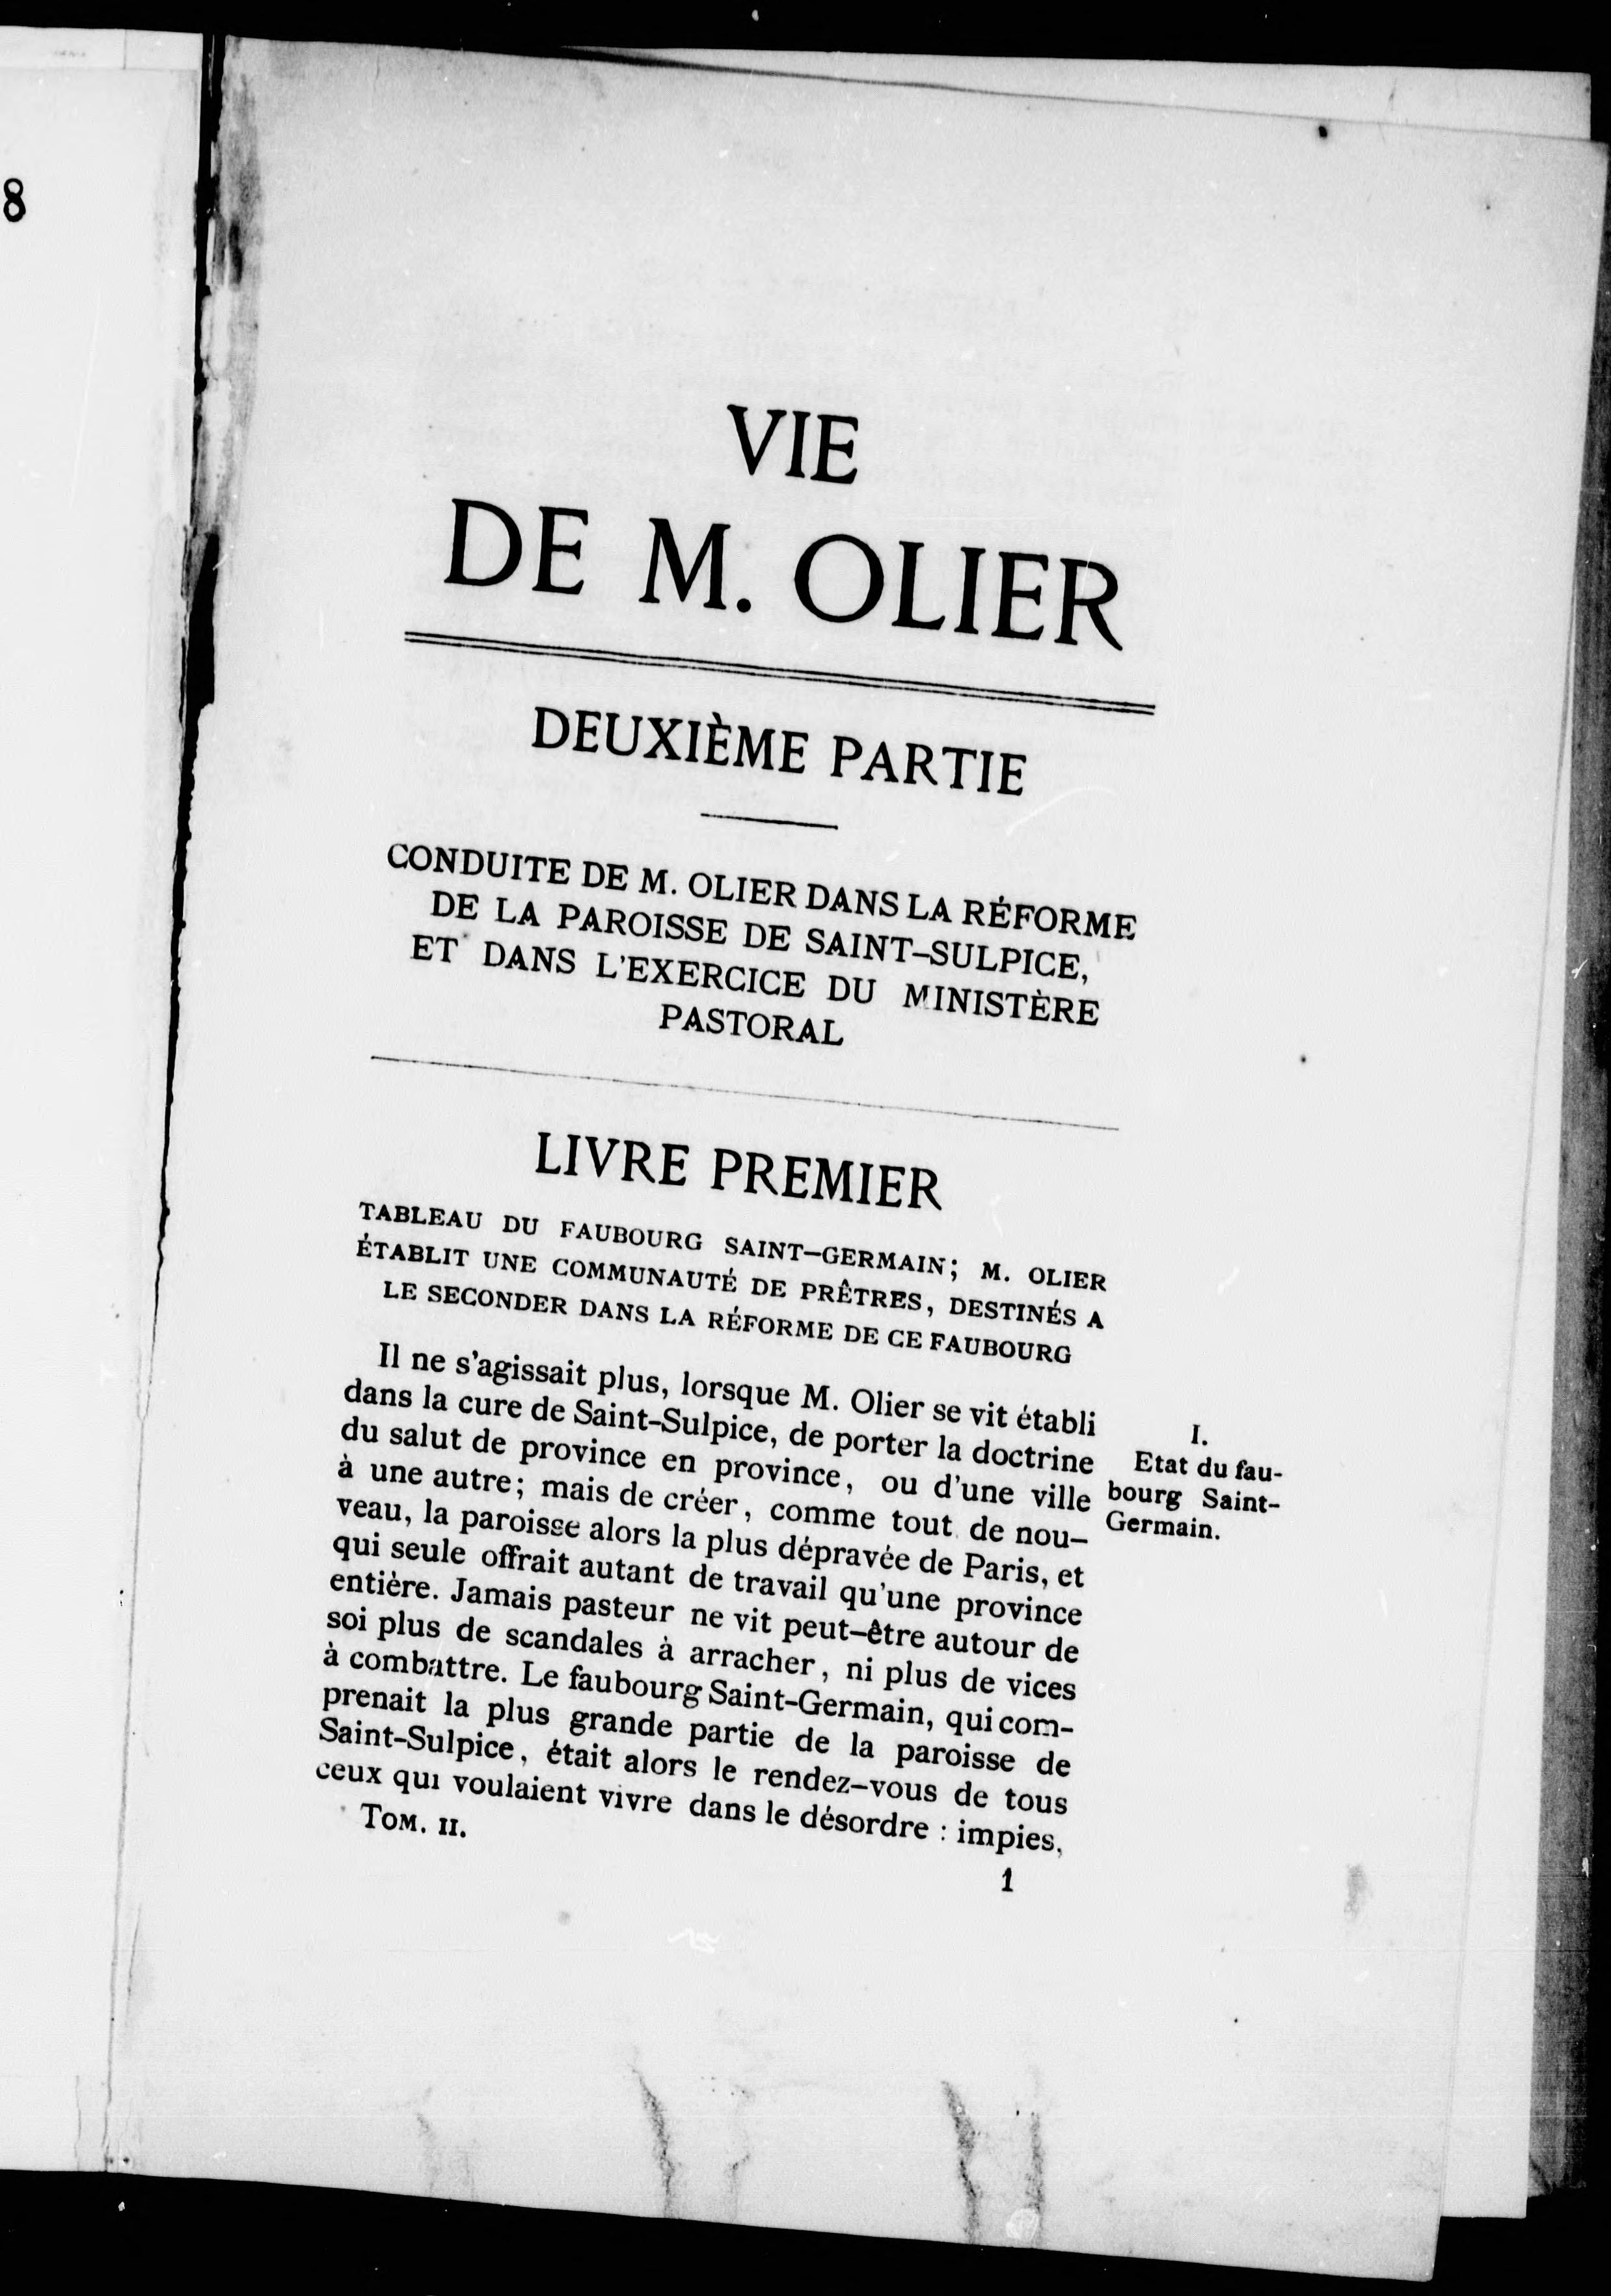 8
VIE
DE M. OLIER
DEUXIÈME PARTIE
CONDUITE DE M. OLIER DANS LA RÉFORME
DE LA PAROISSE DE SAINT-SULPICE,
ET DANS L'EXERCICE DU MINISTÈRE
PASTORAL
LIVRE PREMIER
TABLEAU DU FAUBOURG SAINT-GERMAIN; M. OLIER
ÉTABLIT UNE COMMUNAUTÉ DE PRÊTRES, DESTINÉS A
LE SECONDER DANS LA RÉFORME DE CE FAUBOURG
Il ne s'agissait plus, lorsque M. Olier se vit établi
dans la cure de Saint-Sulpice, de porter la doctrine
du salut de province en province, ou d'une ville
à une autre; mais de créer, comme tout de nou-
veau, la paroisse alors la plus dépravée de Paris, et
qui seule offrait autant de travail qu'une province
entière. Jamais pasteur ne vit peut-être autour de
soi plus de scandales à arracher, ni plus de vices
à combattre. Le faubourg Saint-Germain, qui com-
prenait la plus grande partie de la paroisse de
Saint-Sulpice, était alors le rendez-vous de tous
ceux qui voulaient vivre dans le désordre : impies,
I.
Etat du fau-
bourg Saint-
Germain.
TOM. II.
1